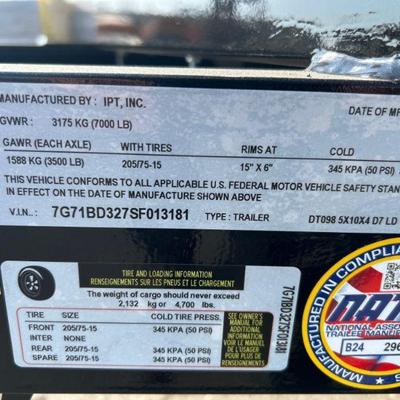 MANUFACTURED BY: IPT, INC.
DATE OF MF
GVWR: 3175 KG (7000 LB)
GAWR (EACH AXLE) WITH TIRES RIMS AT COLD
1588 KG (3500 LB) 205/75-15 15" X 6" 345 KPA (50 PSI)
THIS VEHICLE CONFORMS TO ALL APPLICABLE U.S. FEDERAL MOTOR VEHICLE SAFETY STAN
IN EFFECT ON THE DATE OF MANUFACTURE SHOWN ABOVE
V.I.N.: 7G71BD327SF013181 TYPE: TRAILER DT098 5X10X4 D7 LD
TIRE AND LOADING INFORMATION
RENSEIGNEMENTS SUR LES PNEUS ET LE CHARGEMENT
The weight of cargo should never exceed
2,132 kg or 4,700 lbs.
TIRE SIZE COLD TIRE PRESS.
FRONT 205/75-15 345 KPA (50 PSI)
INTER NONE
REAR 205/75-15 345 KPA (50 PSI)
SPARE 205/75-15 345 KPA (50 PSI)
SEE OWNER'S
MANUAL FOR
ADDITIONAL
INFORMATION
VOIR LE MANUEL
DE L'USAGER
POUR PLUS DE
RENSEIGNEMENTS
7G71BD327SF013181
MANUFACTURED IN COMPLIAN
NAT
NATIONAL ASSO
TRAILER MANUF
B24 296